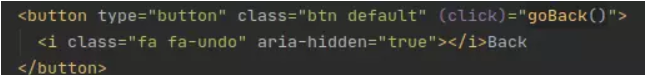 <button type="button" class="btn default" (click)="goBack()">
<i class="fa fa-undo" aria-hidden="true"></i>Back
</button>